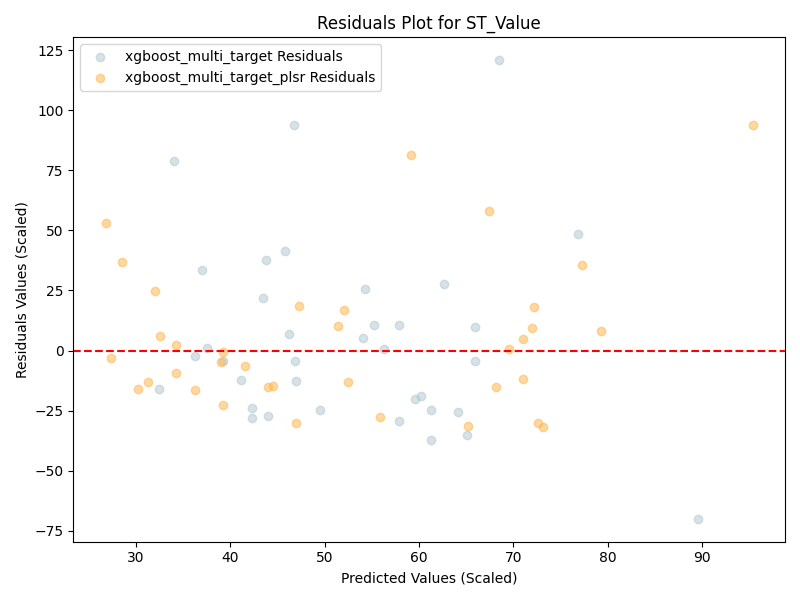 Residuals Plot for ST_Value
xgboost_multi_target Residuals
xgboost_multi_target_plsr Residuals
Residuals Values (Scaled)
125
100
75
50
25
0
−25
−50
−75
30 40 50 60 70 80 90
Predicted Values (Scaled)